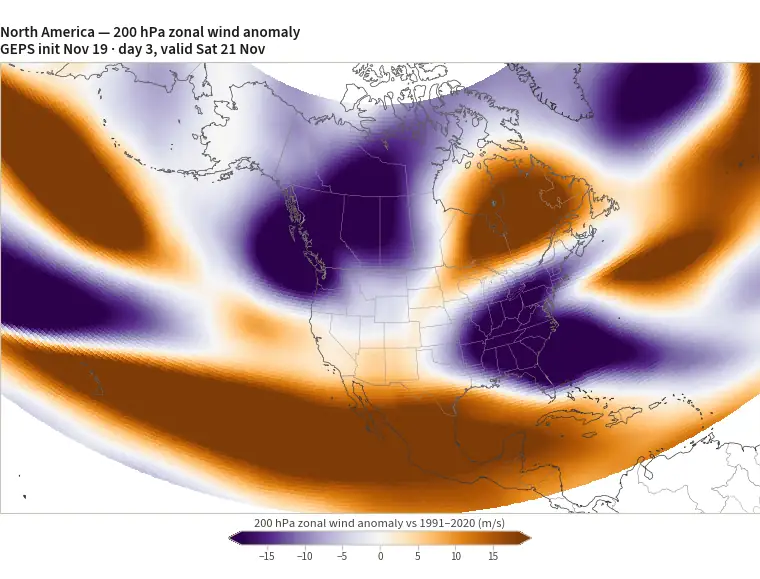 North America — 200 hPa zonal wind anomaly
GEPS init Nov 19 · day 3, valid Sat 21 Nov
200 hPa zonal wind anomaly vs 1991–2020 (m/s)
−15 −10 −5 0 5 10 15